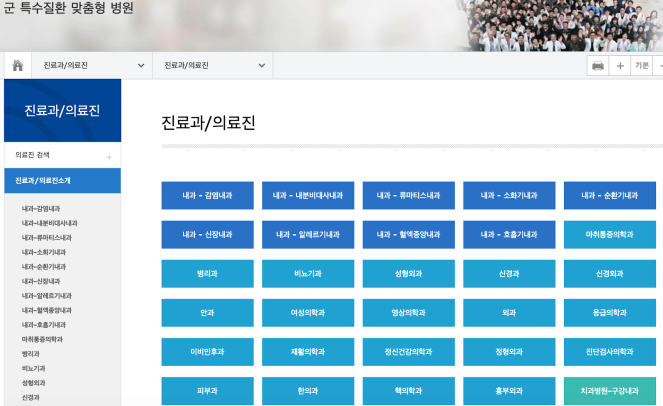 군 특수질환 맞춤형 병원
진료과/의료진
진료과/의료진
기본
진료과/의료진
의료진 검색
진료과/의료진소개
내과-감염내과
내과-내분비대사내과
내과-류마티스내과
내과-소화기내과
내과-순환기내과
내과-신장내과
내과-알레르기내과
내과-혈액종양내과
내과-호흡기내과
마취통증의학과
병리과
비뇨기과
성형외과
신경과
진료과/의료진
내과 - 감염내과
내과 - 내분비대사내과
내과 - 류마티스내과
내과 - 소화기내과
내과 - 순환기내과
내과 - 신장내과
내과 - 알레르기내과
내과 - 혈액종양내과
내과 - 호흡기내과
마취통증의학과
병리과
비뇨기과
성형외과
신경과
신경외과
안과
여성의학과
영상의학과
외과
응급의학과
이비인후과
재활의학과
정신건강의학과
정형외과
진단검사의학과
피부과
한의과
핵의학과
흉부외과
치과병원-구강내과